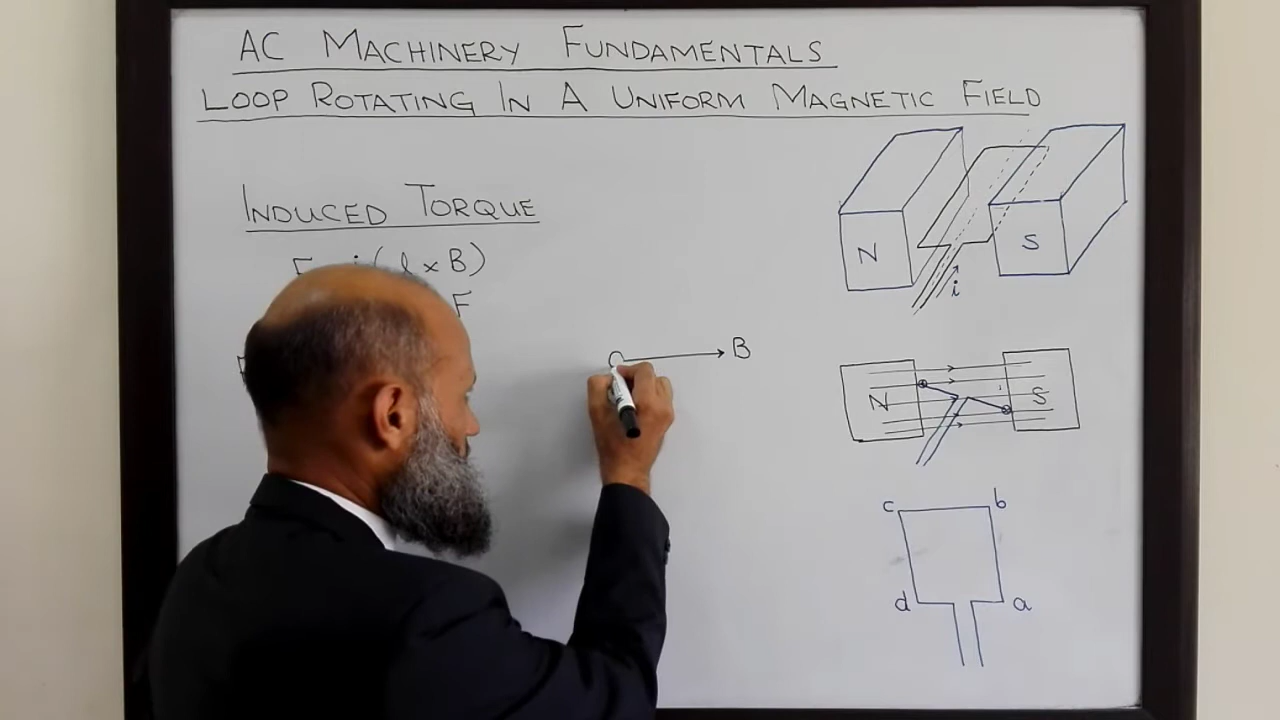 AC MACHINERY FUNDAMENTALS
LOOP ROTATING IN A UNIFORM MAGNETIC FIELD
INDUCED TORQUE
(l × B)
F
B
N
S
i
N
S
c
b
d
a